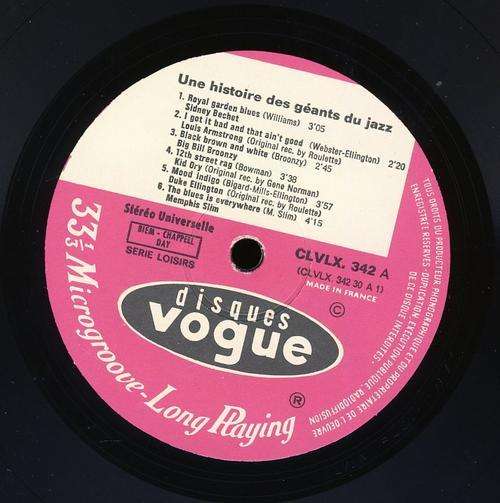 Une histoire des géants du jazz
1. Royal garden blues (Williams) 3'05
Sidney Bechet
2. I got it bad and that ain't good (Webster-Ellington) 2'20
Louis Armstrong (Original rec. by Roulette)
3. Black brown and white (Broonzy) 2'45
Big Bill Broonzy
4. 12th street rag (Bowman) 3'38
Kid Ory (Original rec. by Gene Norman)
5. Mood indigo (Bigard-Mills-Ellington) 3'57
Duke Ellington (Original rec. by Roulette)
6. The blues is everywhere (M. Slim) 4'15
Memphis Slim
Stéréo Universelle
BIEM - CHAPPELL
DAY
SERIE LOISIRS
CLVLX. 342 A
(CLVLX. 342 30 A 1)
MADE IN FRANCE
©
disques
vogue
®
33 1/3 Microgroove-Long Playing
TOUS DROITS DU PRODUCTEUR PHONOGRAPHIQUE ET DU PROPRIETAIRE DE L'OEUVRE
ENREGISTREE RESERVES - DUPLICATION, EXECUTION PUBLIQUE, RADIODIFFUSION
DE CE DISQUE INTERDITES -